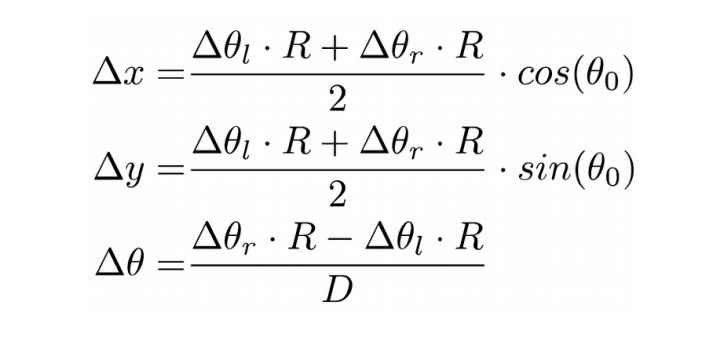 Δx = (Δθ_l · R + Δθ_r · R) / 2 · cos(θ_0)
Δy = (Δθ_l · R + Δθ_r · R) / 2 · sin(θ_0)
Δθ = (Δθ_r · R − Δθ_l · R) / D